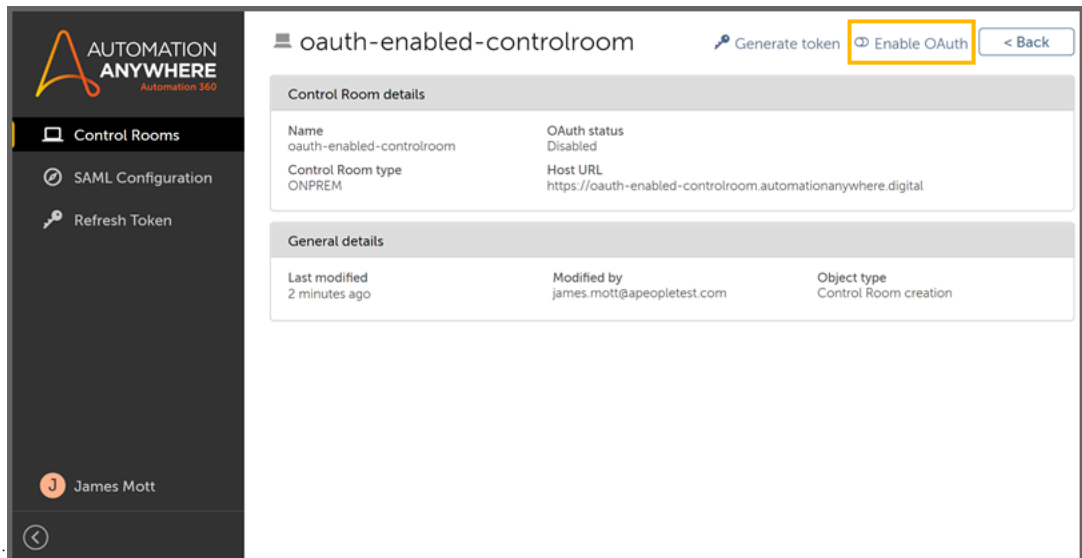 AUTOMATION
ANYWHERE
Automation 360
Control Rooms
SAML Configuration
Refresh Token
J James Mott
oauth-enabled-controlroom Generate token Enable OAuth < Back
Control Room details
Name OAuth status
oauth-enabled-controlroom Disabled
Control Room type Host URL
ONPREM https://oauth-enabled-controlroom.automationanywhere.digital
General details
Last modified Modified by Object type
2 minutes ago james.mott@apeopletest.com Control Room creation
.